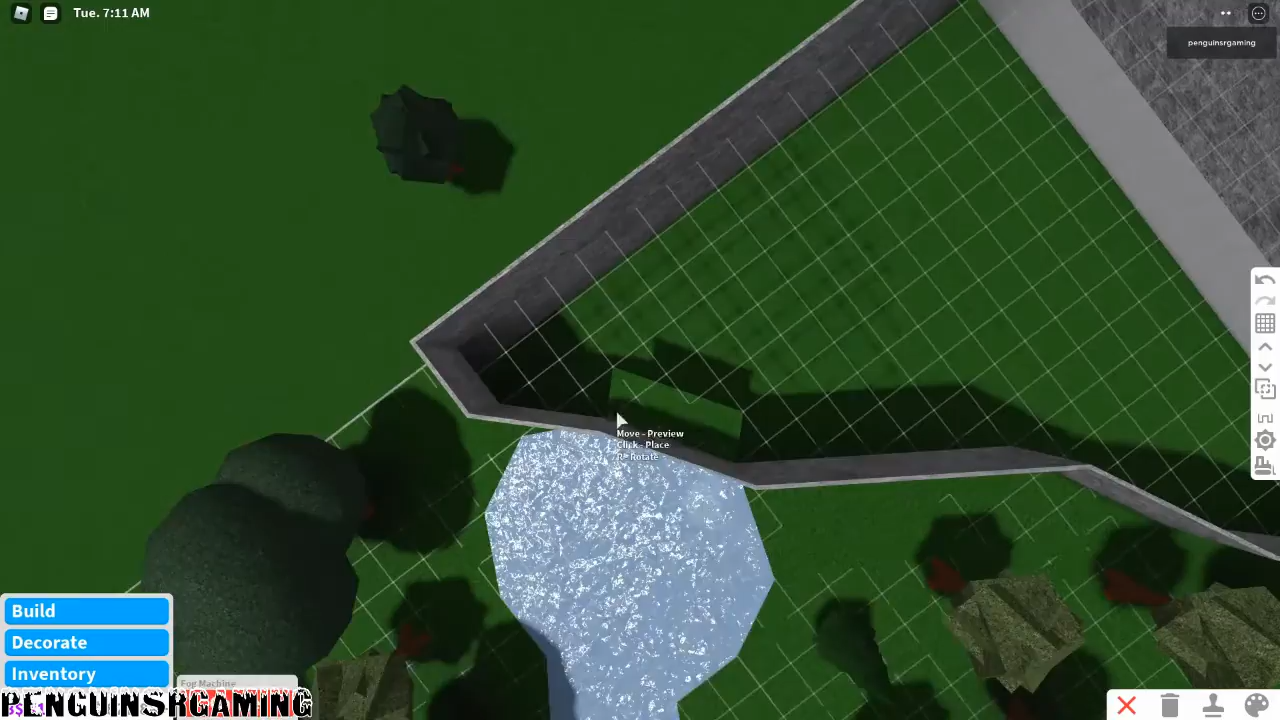 Tue. 7:11 AM
penguinsrgaming
Move - Preview
Click - Place
R - Rotate
Build
Decorate
Inventory
Fog Machine
PENGUINSRGAMING